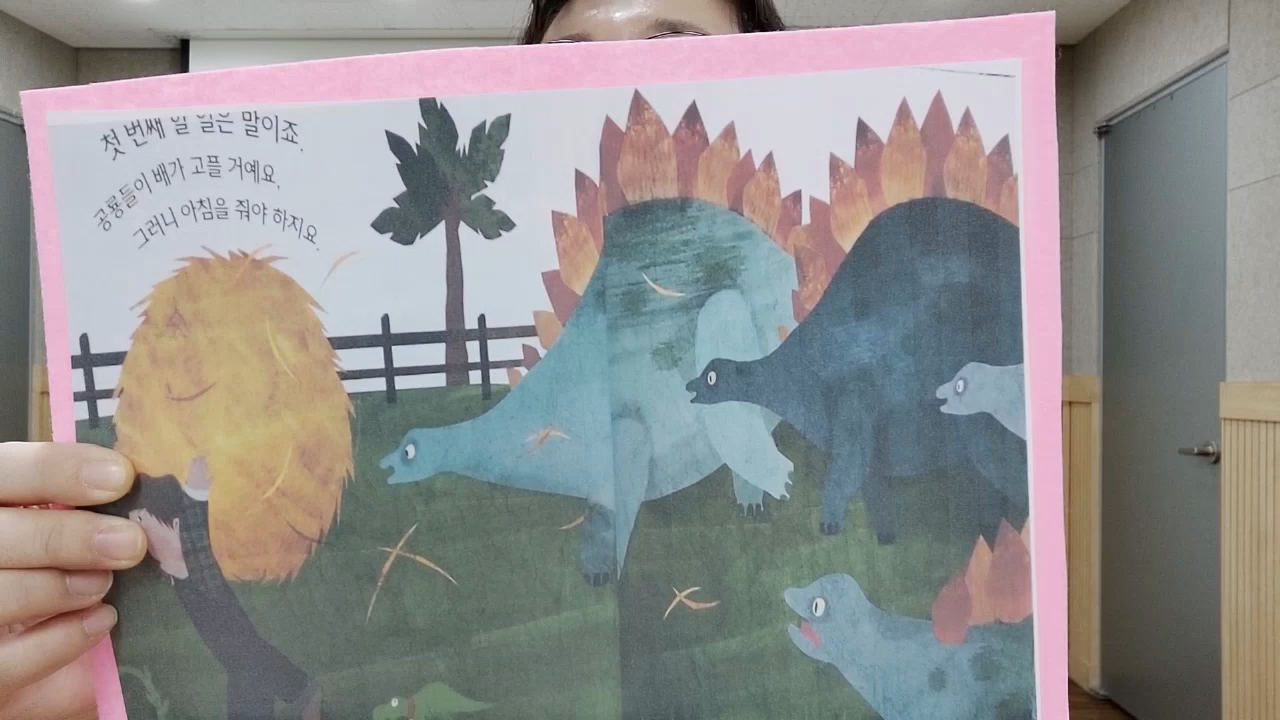 첫 번째 할 일은 말이죠.
공룡들이 배가 고플 거예요.
그러니 아침을 줘야 하지요.